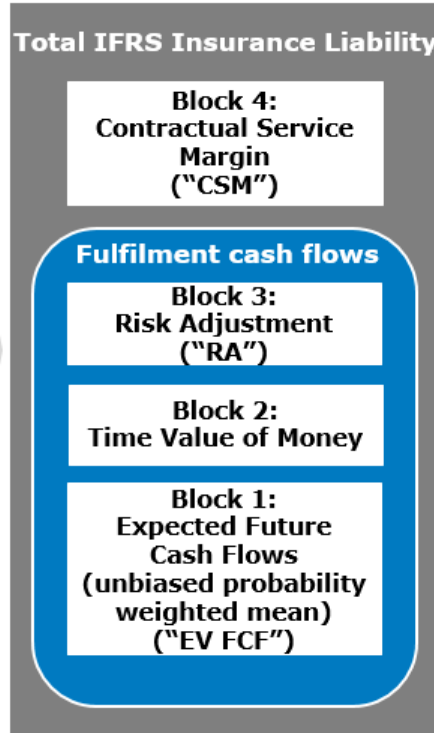 Total IFRS Insurance Liability
Block 4:
Contractual Service
Margin
(“CSM”)
Fulfilment cash flows
Block 3:
Risk Adjustment
(“RA”)
Block 2:
Time Value of Money
Block 1:
Expected Future
Cash Flows
(unbiased probability
weighted mean)
(“EV FCF”)